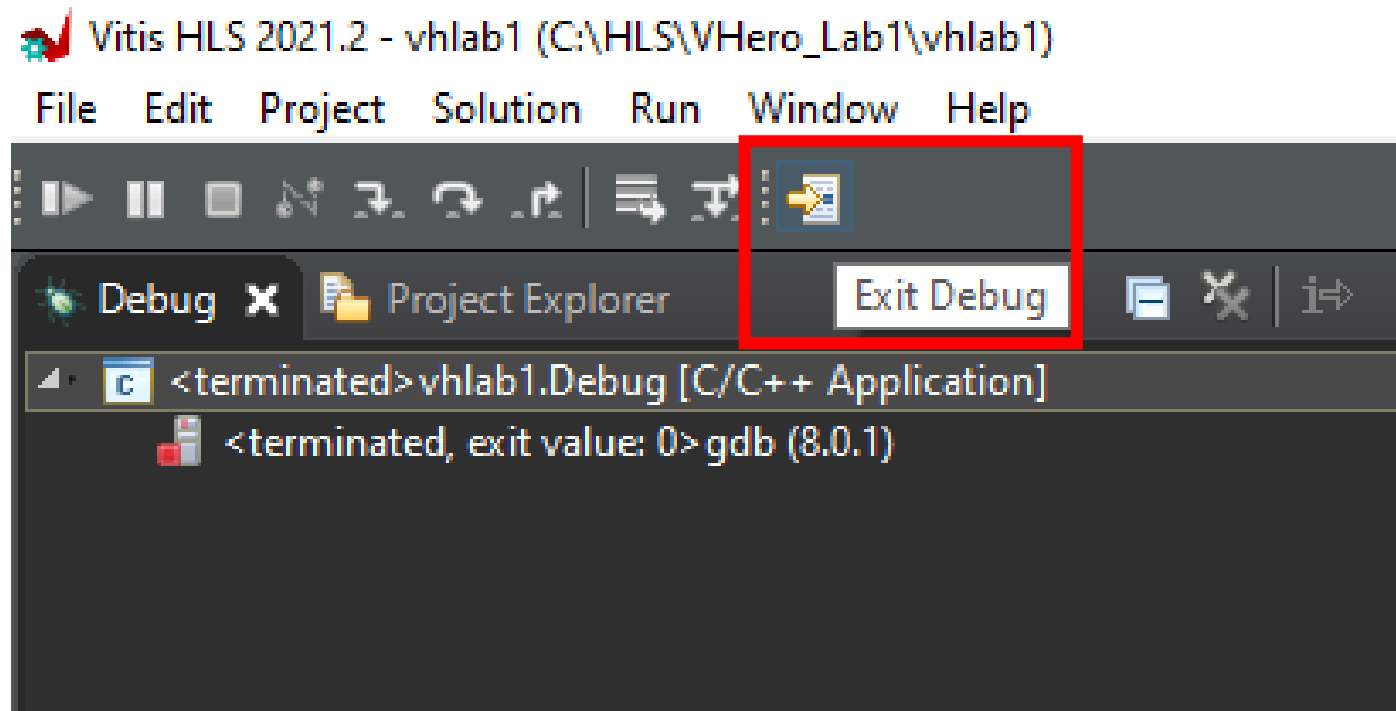 Vitis HLS 2021.2 - vhlab1 (C:\HLS\VHero_Lab1\vhlab1)
File Edit Project Solution Run Window Help
Debug Project Explorer Exit Debug
<terminated>vhlab1.Debug [C/C++ Application]
<terminated, exit value: 0>gdb (8.0.1)